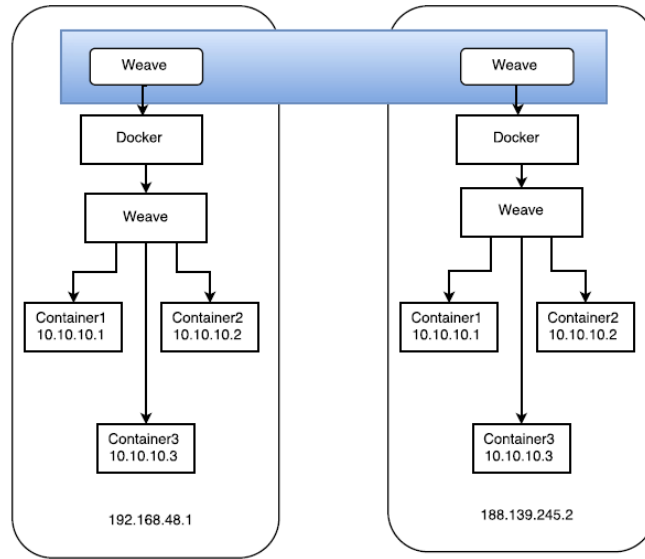 Weave
Docker
Weave
Container1
10.10.10.1
Container2
10.10.10.2
Container3
10.10.10.3
192.168.48.1
Weave
Docker
Weave
Container1
10.10.10.1
Container2
10.10.10.2
Container3
10.10.10.3
188.139.245.2